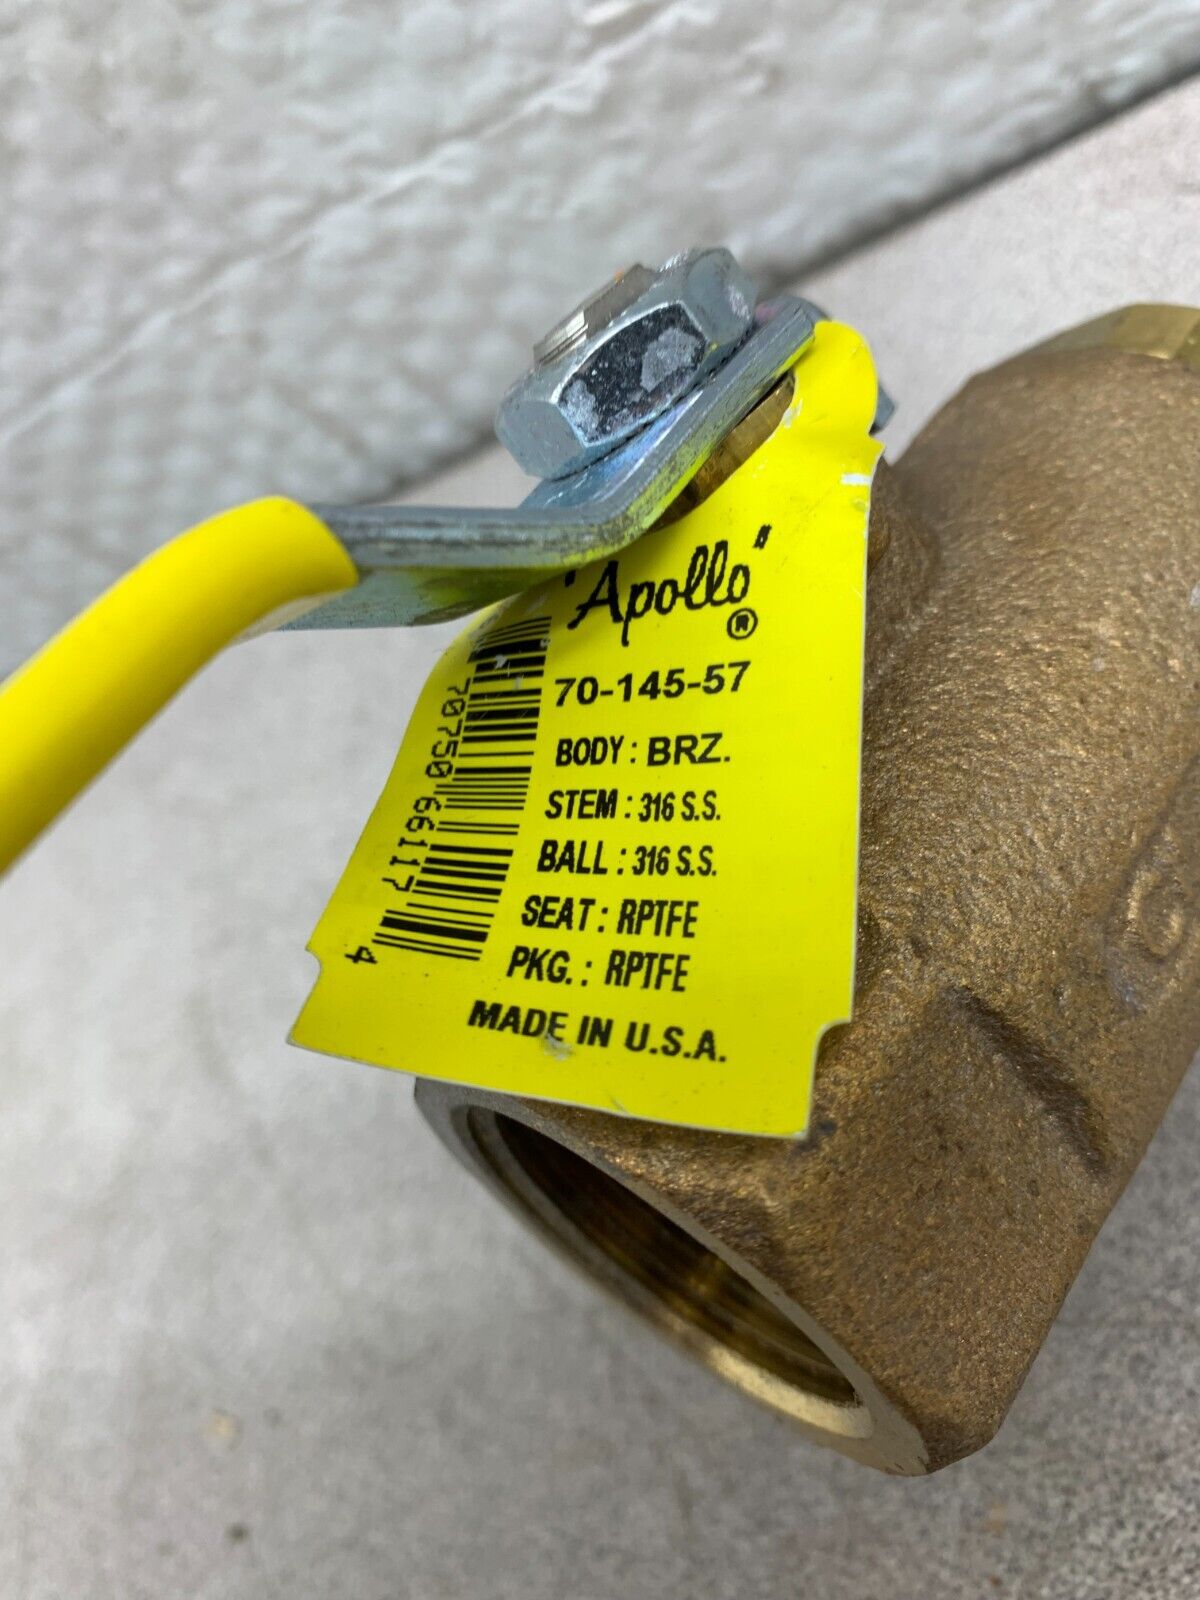 "Apollo"®
70-145-57
BODY: BRZ.
STEM: 316 S.S.
BALL: 316 S.S.
SEAT: RPTFE
PKG.: RPTFE
MADE IN U.S.A.
70750 66117 4